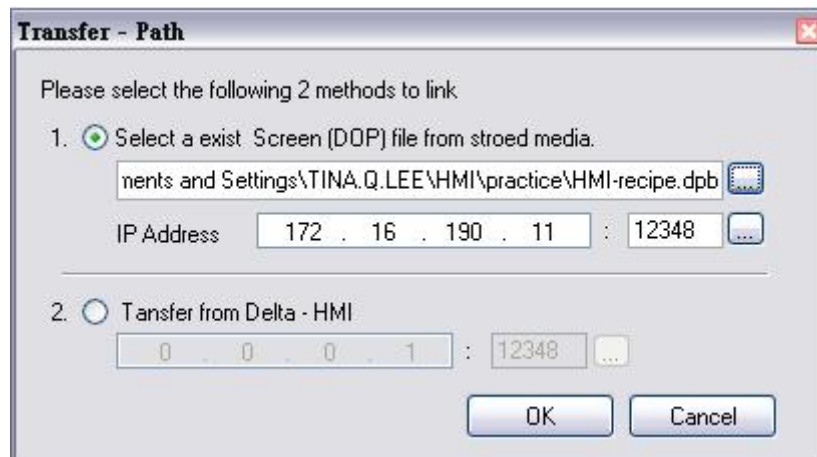 Transfer - Path
Please select the following 2 methods to link
1. Select a exist Screen (DOP) file from stroed media.
ments and Settings\TINA.Q.LEE\HMI\practice\HMI-recipe.dpb ...
IP Address 172 . 16 . 190 . 11 : 12348 ...
2. Tansfer from Delta - HMI
0 . 0 . 0 . 1 : 12348 ...
OK Cancel